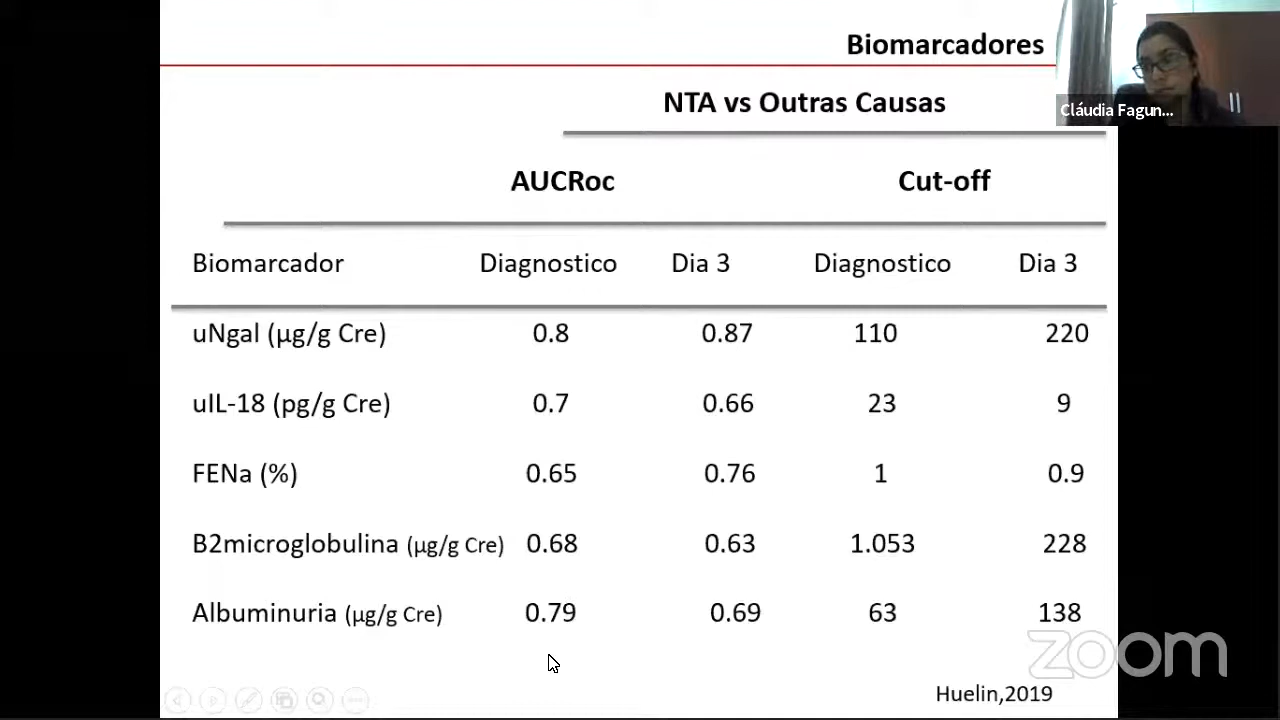 Biomarcadores
Cláudia Fagun...
NTA vs Outras Causas
AUCRoc Cut-off
Biomarcador Diagnostico Dia 3 Diagnostico Dia 3
uNgal (µg/g Cre) 0.8 0.87 110 220
uIL-18 (pg/g Cre) 0.7 0.66 23 9
FENa (%) 0.65 0.76 1 0.9
B2microglobulina (µg/g Cre) 0.68 0.63 1.053 228
Albuminuria (µg/g Cre) 0.79 0.69 63 138
zoom
Huelin,2019